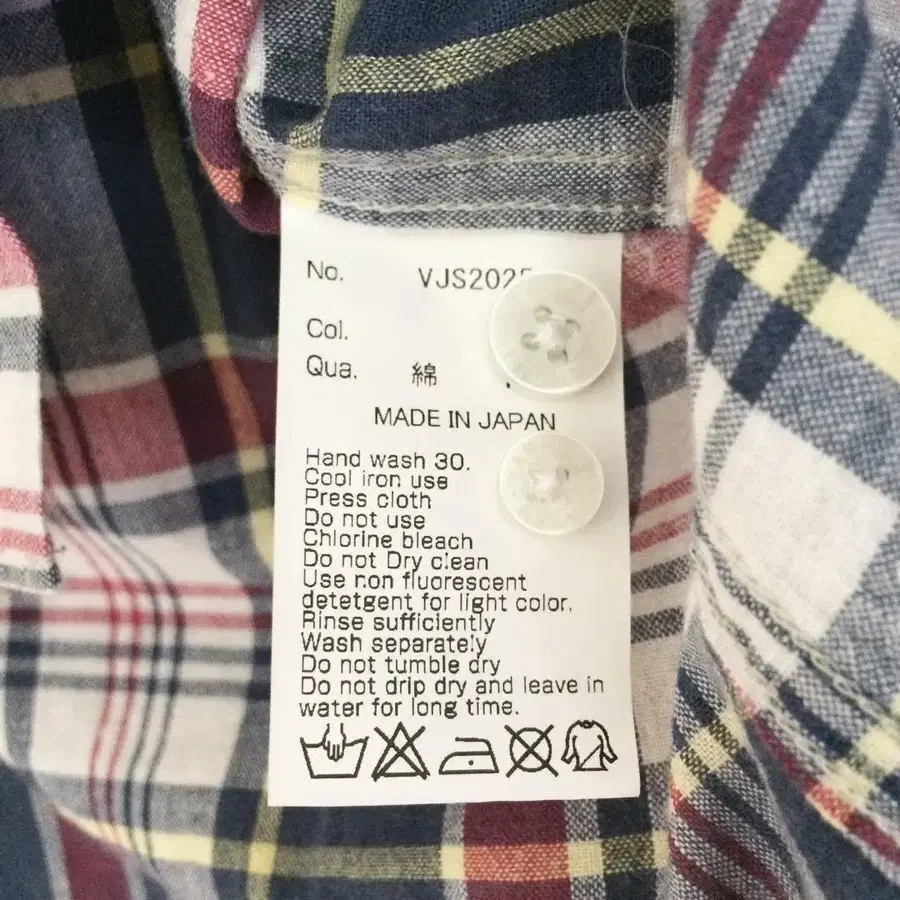 No. VJS202
Col.
Qua. 綿
MADE IN JAPAN
Hand wash 30.
Cool iron use
Press cloth
Do not use
Chlorine bleach
Do not Dry clean
Use non fluorescent
detetgent for light color.
Rinse sufficiently
Wash separately
Do not tumble dry
Do not drip dry and leave in
water for long time.